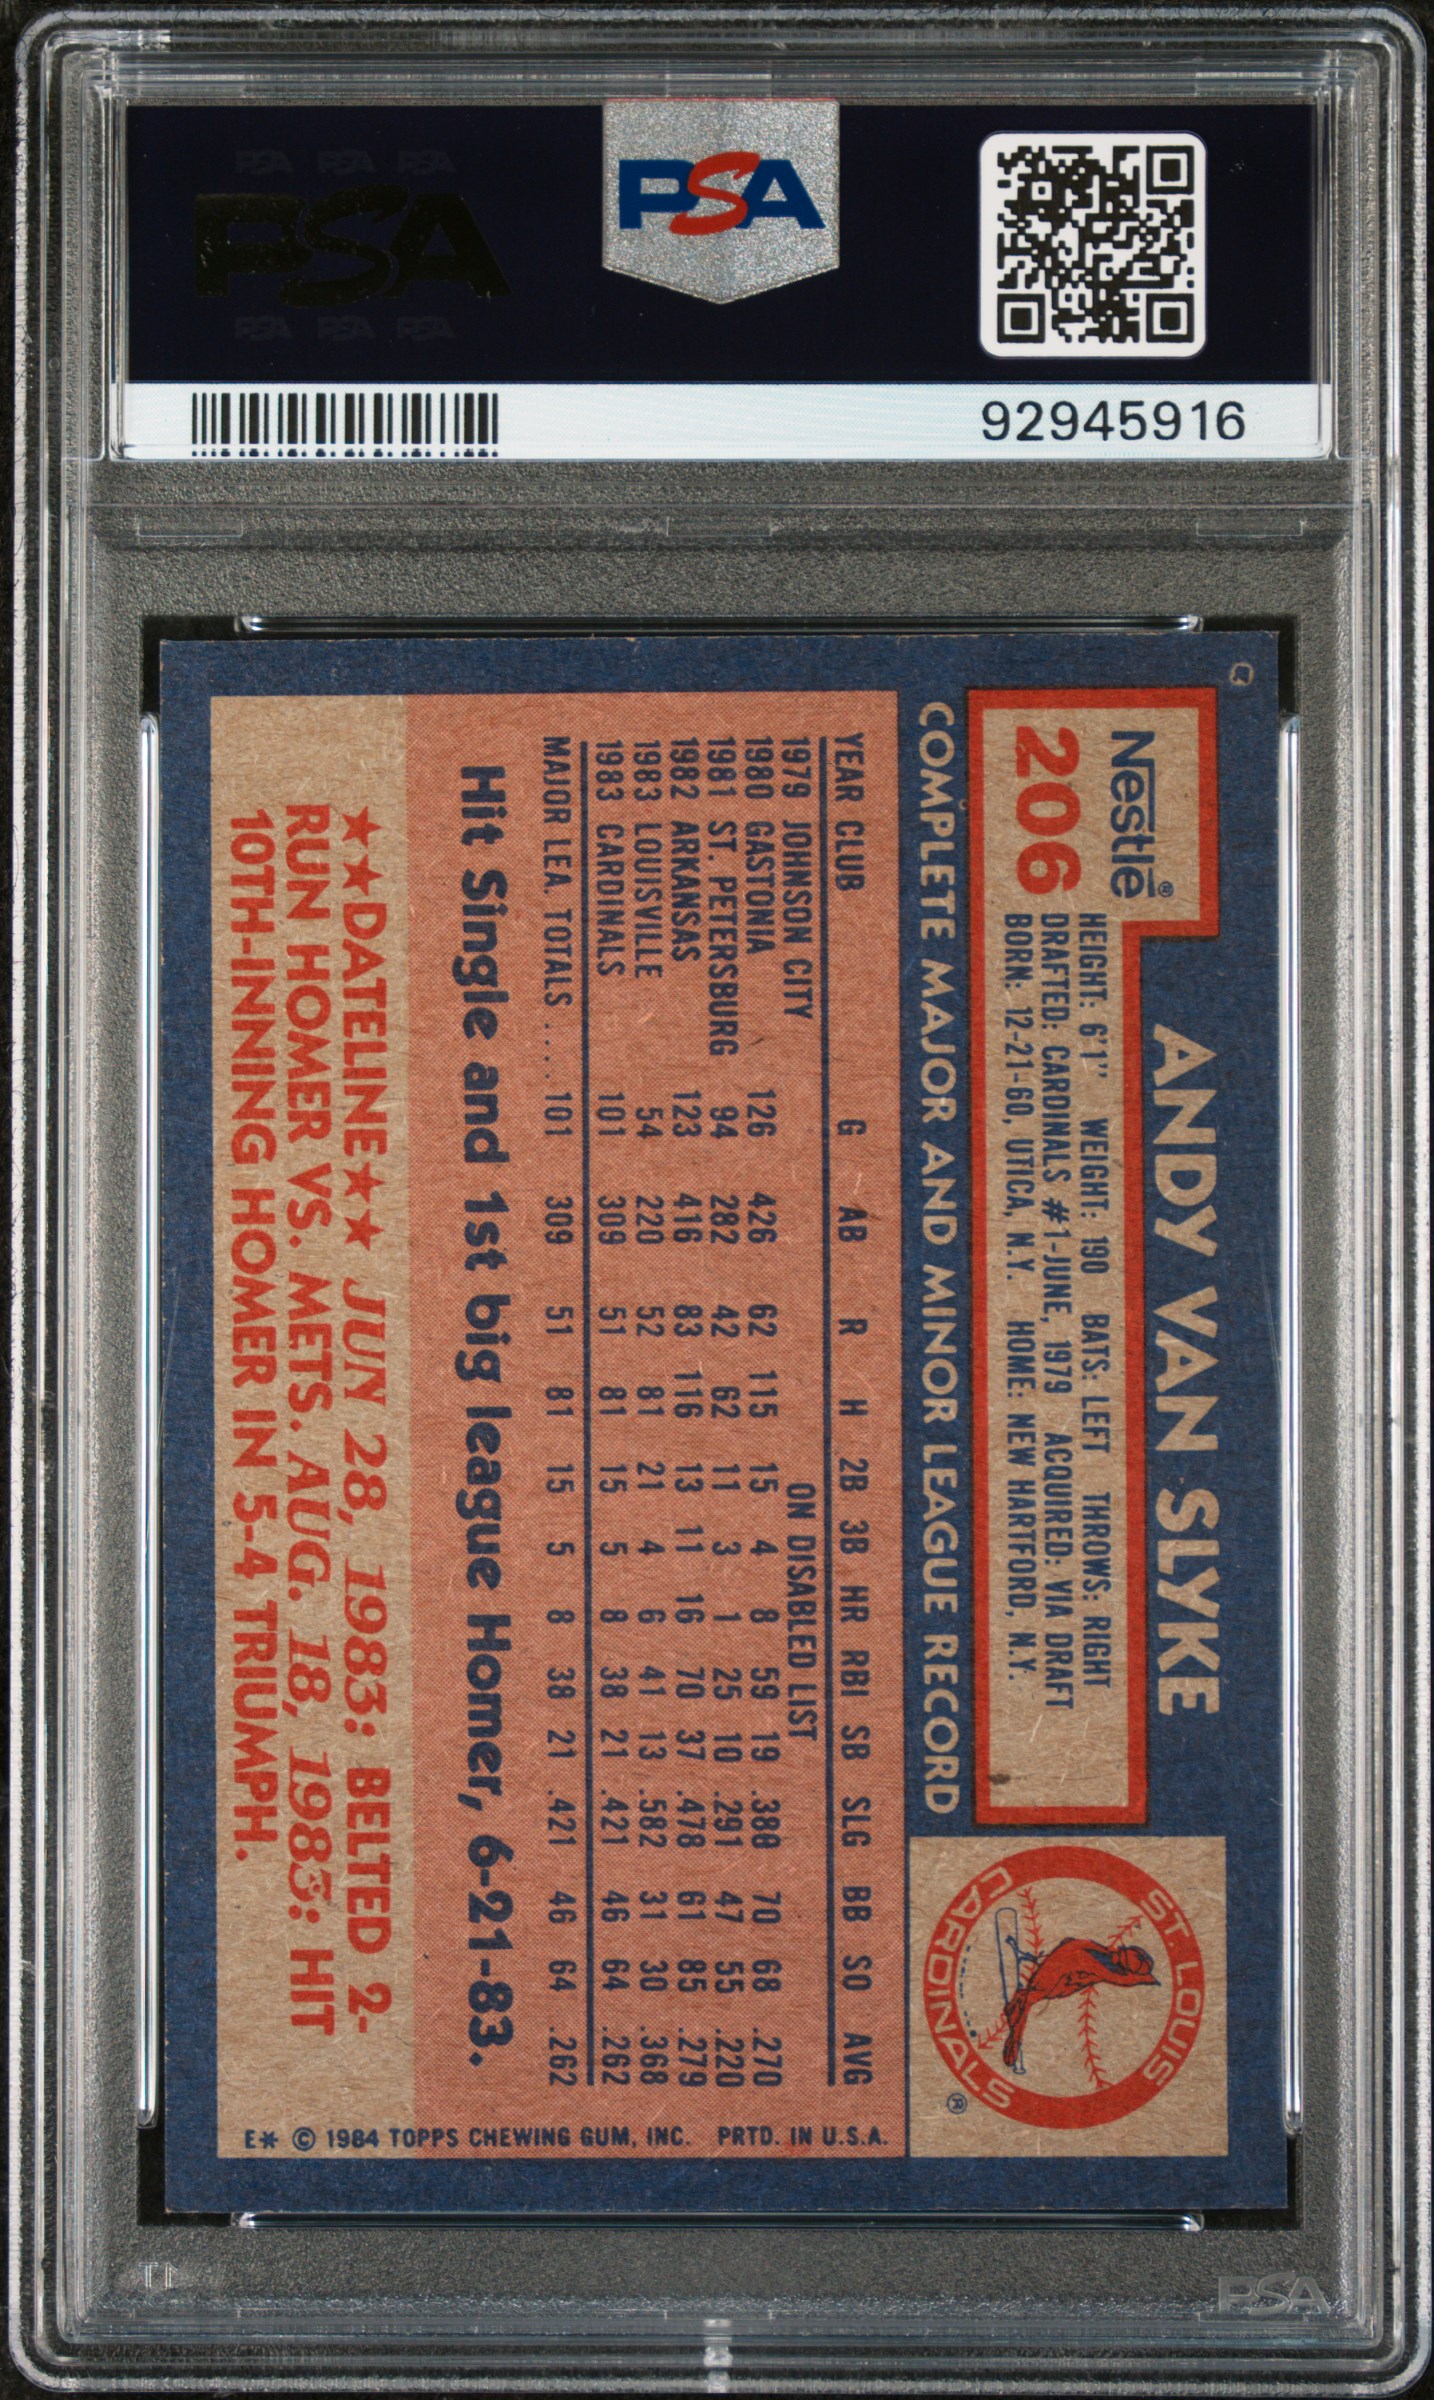 PSA PSA PSA
PSA
PSA PSA PSA
PSA
92945916
Nestlé®
206
ANDY VAN SLYKE
HEIGHT: 6'1" WEIGHT: 190 BATS: LEFT THROWS: RIGHT
DRAFTED: CARDINALS #1-JUNE, 1979 ACQUIRED: VIA DRAFT
BORN: 12-21-60, UTICA, N.Y. HOME: NEW HARTFORD, N.Y.
COMPLETE MAJOR AND MINOR LEAGUE RECORD
ST. LOUIS
CARDINALS
®
YEAR CLUB G AB R H 2B 3B HR RBI SB SLG BB SO AVG
1979 JOHNSON CITY ON DISABLED LIST
1980 GASTONIA 126 426 62 115 15 4 8 59 19 .380 70 68 .270
1981 ST. PETERSBURG 94 282 42 62 11 3 1 25 10 .291 47 55 .220
1982 ARKANSAS 123 416 83 116 13 11 16 70 37 .478 61 85 .279
1983 LOUISVILLE 54 220 52 81 21 4 6 41 13 .582 31 30 .368
1983 CARDINALS 101 309 51 81 15 5 8 38 21 .421 46 64 .262
MAJOR LEA. TOTALS .... 101 309 51 81 15 5 8 38 21 .421 46 64 .262
Hit Single and 1st big league Homer, 6-21-83.
★★DATELINE★★ JUN 28, 1983: BELTED 2-
RUN HOMER VS. METS. AUG. 18, 1983: HIT
10TH-INNING HOMER IN 5-4 TRIUMPH.
E* © 1984 TOPPS CHEWING GUM, INC. PRTD. IN U.S.A.
PSA